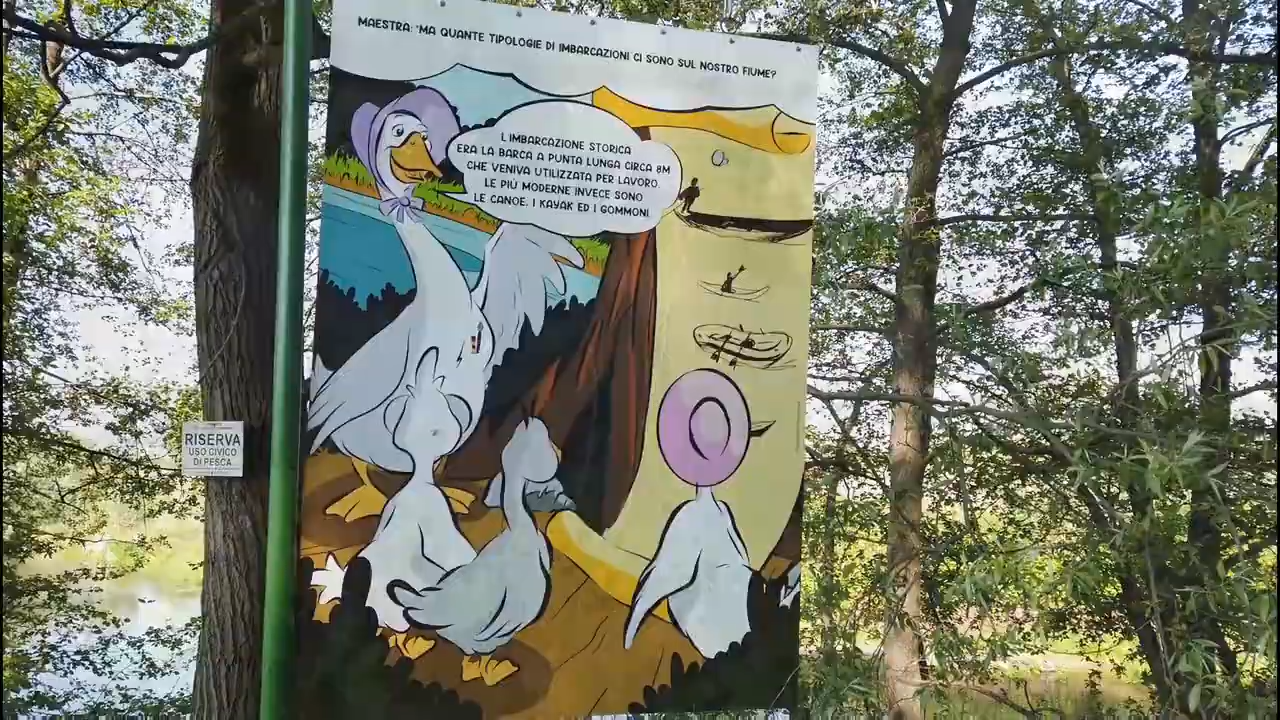 MAESTRA: "MA QUANTE TIPOLOGIE DI IMBARCAZIONI CI SONO SUL NOSTRO FIUME?
L'IMBARCAZIONE STORICA
ERA LA BARCA A PUNTA LUNGA CIRCA 8M
CHE VENIVA UTILIZZATA PER LAVORO.
LE PIÙ MODERNE INVECE SONO
LE CANOE, I KAYAK ED I GOMMONI.
RISERVA
USO CIVICO
DI PESCA